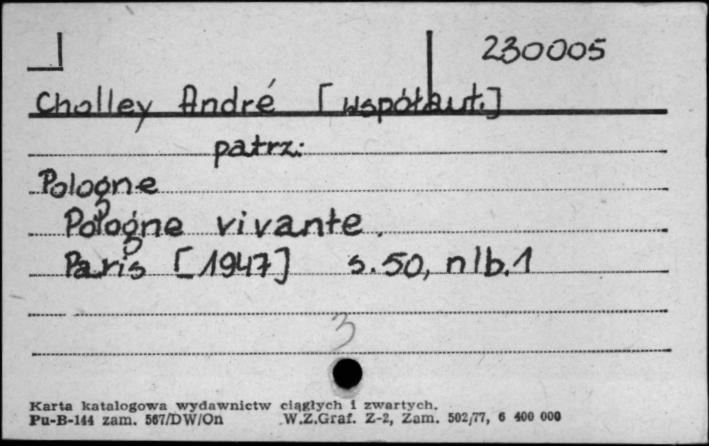 230005
Cholley André [współaut.]
patrz:
Pologne
Pologne vivante.
Paris [1947] s.50, nlb.1
3
Karta katalogowa wydawnictw ciągłych i zwartych.
Pu-B-144 zam. 567/DW/On W.Z.Graf. Z-2, Zam. 502/77, 6 400 000